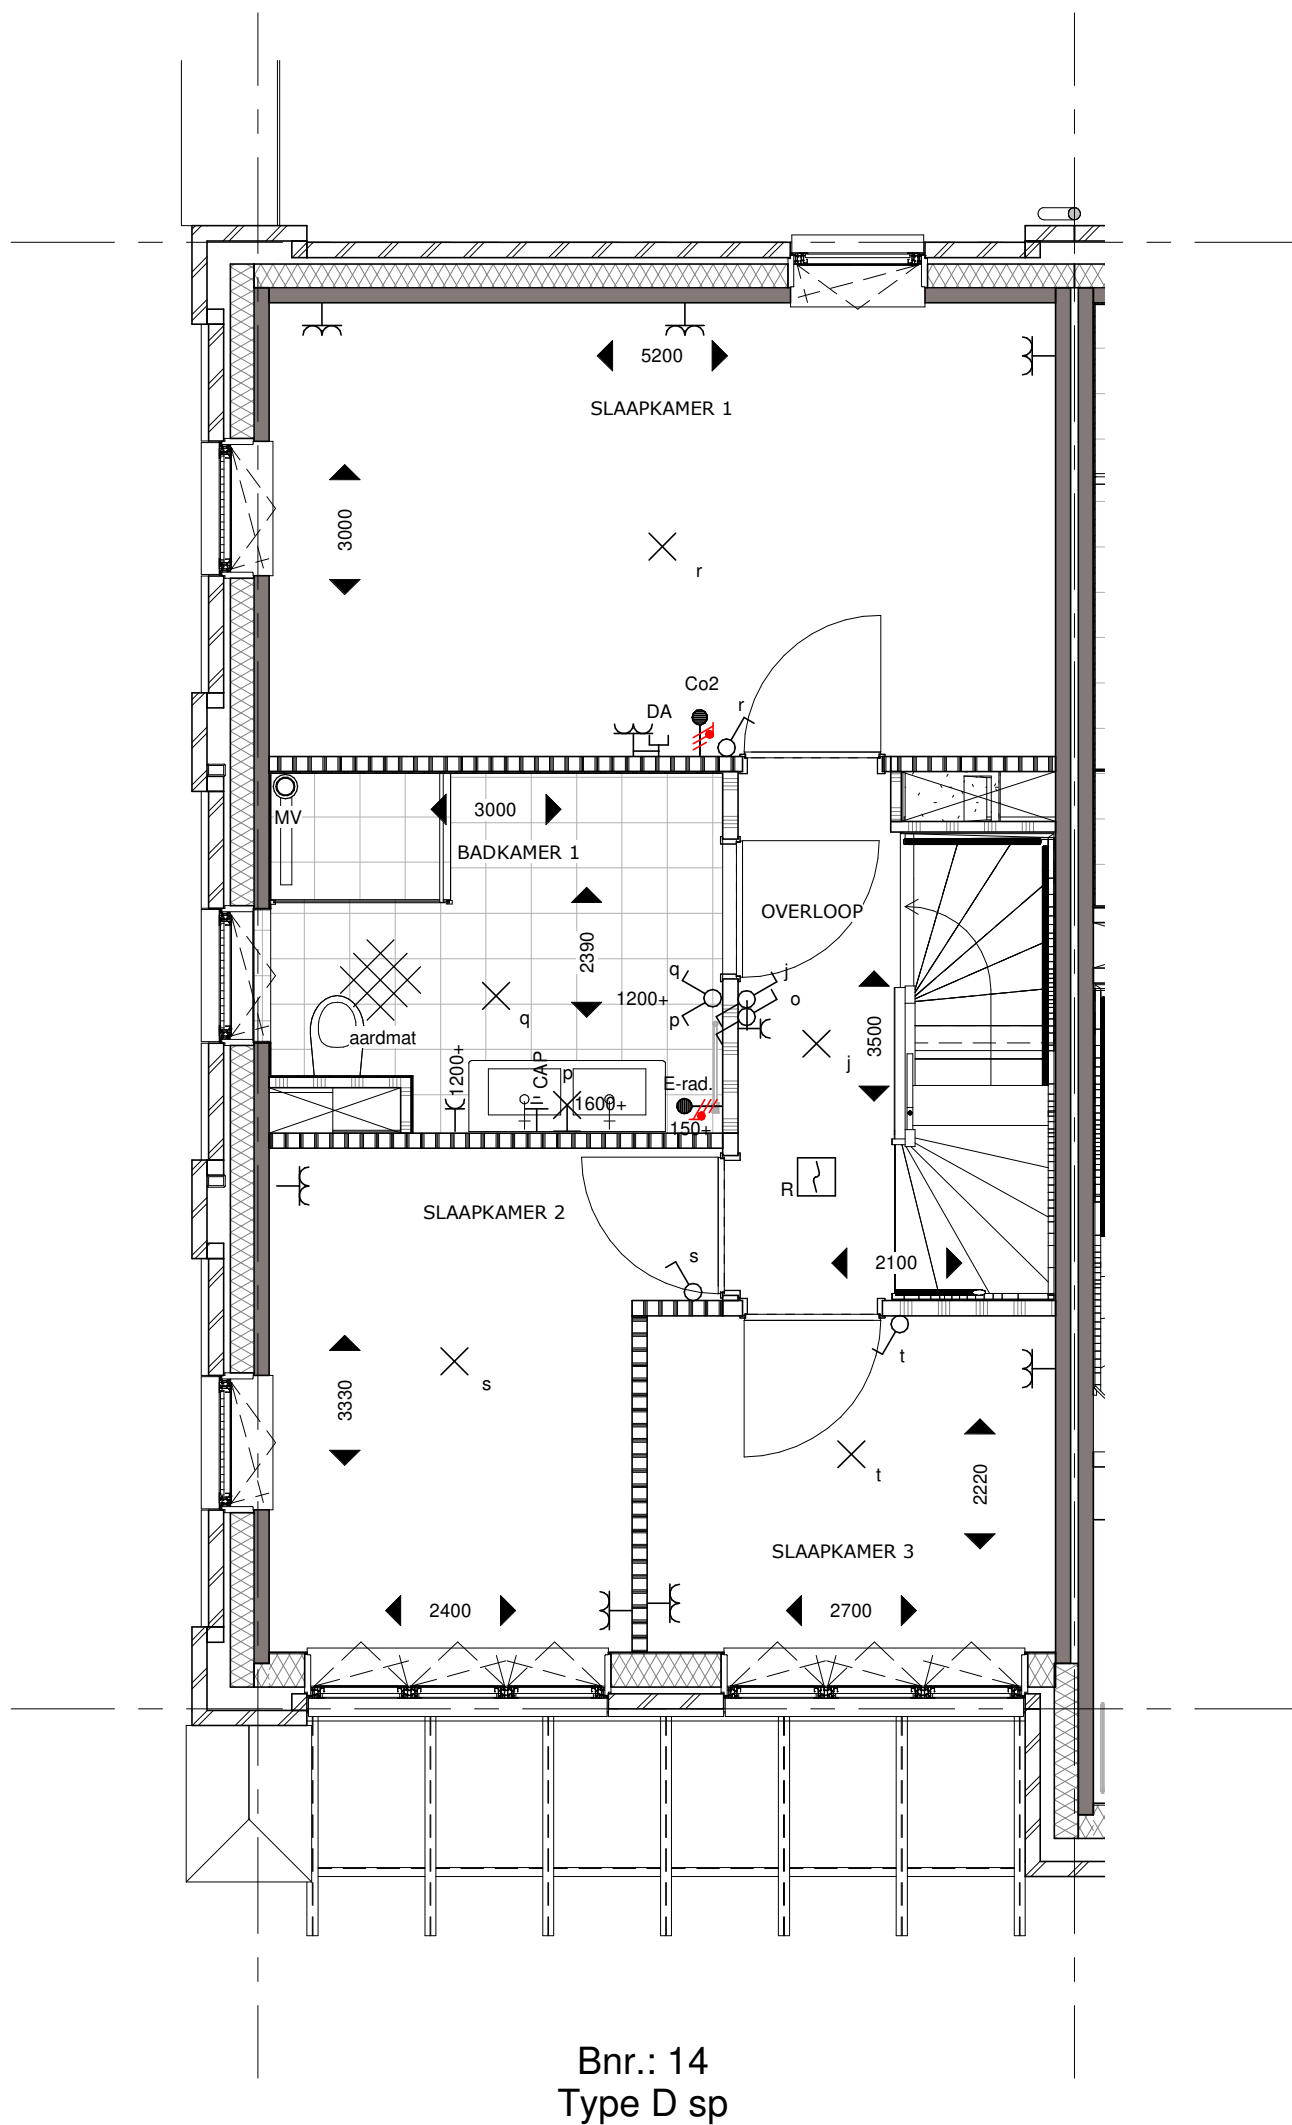 5200
SLAAPKAMER 1
3000
r
Co2
r
DA
MV
3000
BADKAMER 1
OVERLOOP
2390
q
1200+
p
j
o
q
aardmat
3500
j
1200+
CAP
p
E-rad.
1600+
150+
R
SLAAPKAMER 2
s
2100
t
3330
s
t
2220
SLAAPKAMER 3
2400
2700
Bnr.: 14
Type D sp